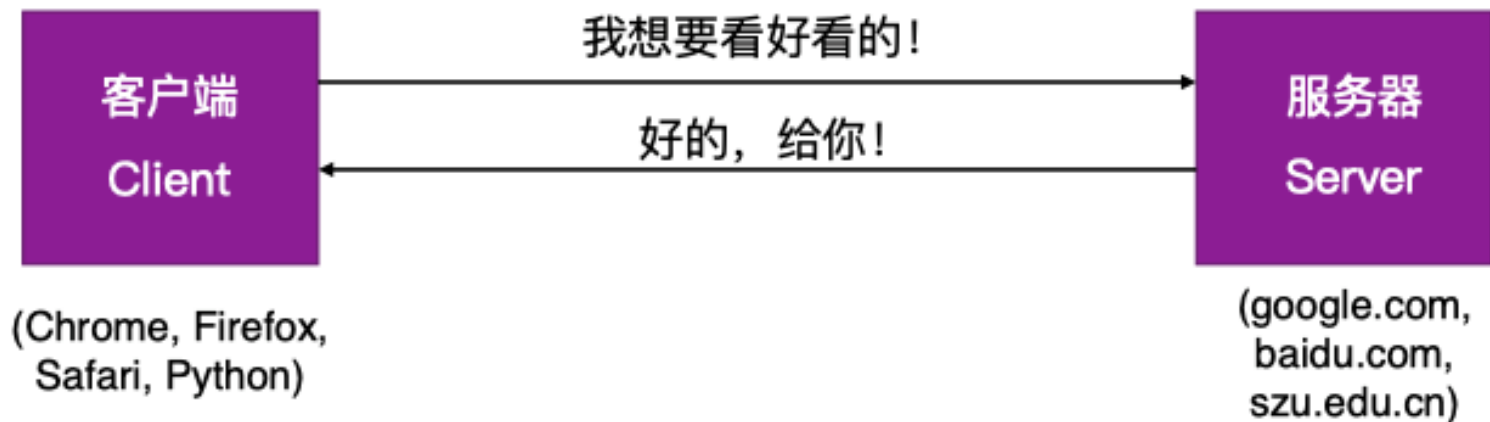 我想要看好看的！
客户端
Client
服务器
Server
好的，给你！
(Chrome, Firefox,
Safari, Python)
(google.com,
baidu.com,
szu.edu.cn)